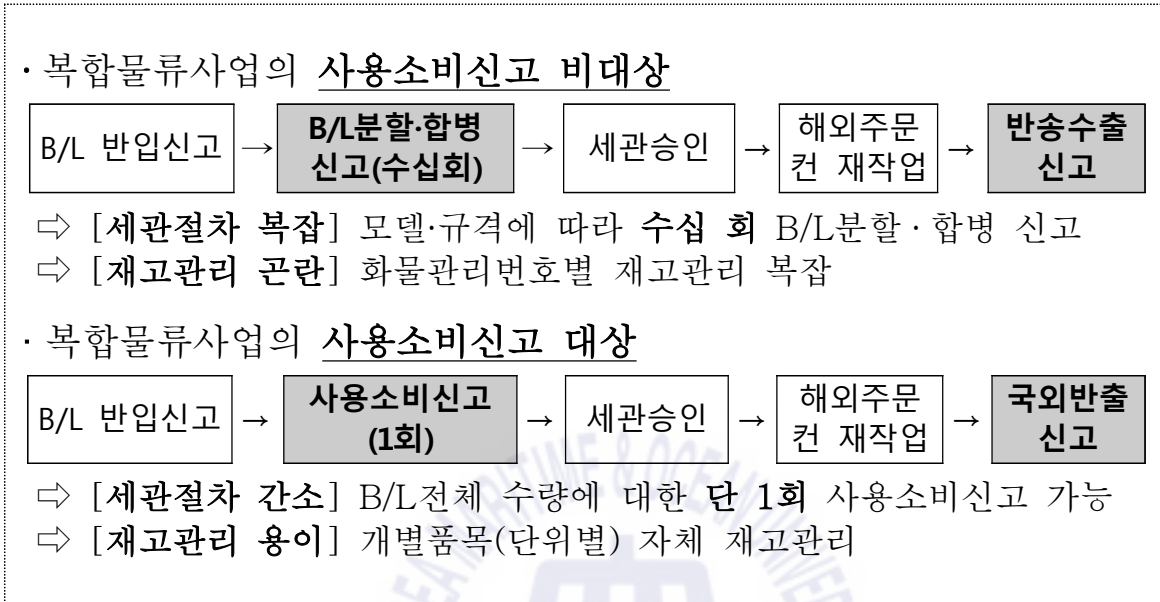 · 복합물류사업의 사용소비신고 비대상
B/L 반입신고 → B/L분할·합병 신고(수십회) → 세관승인 → 해외주문 컨 재작업 → 반송수출 신고
⇨ [세관절차 복잡] 모델·규격에 따라 수십 회 B/L분할 · 합병 신고
⇨ [재고관리 곤란] 화물관리번호별 재고관리 복잡
· 복합물류사업의 사용소비신고 대상
B/L 반입신고 → 사용소비신고 (1회) → 세관승인 → 해외주문 컨 재작업 → 국외반출 신고
⇨ [세관절차 간소] B/L전체 수량에 대한 단 1회 사용소비신고 가능
⇨ [재고관리 용이] 개별품목(단위별) 자체 재고관리